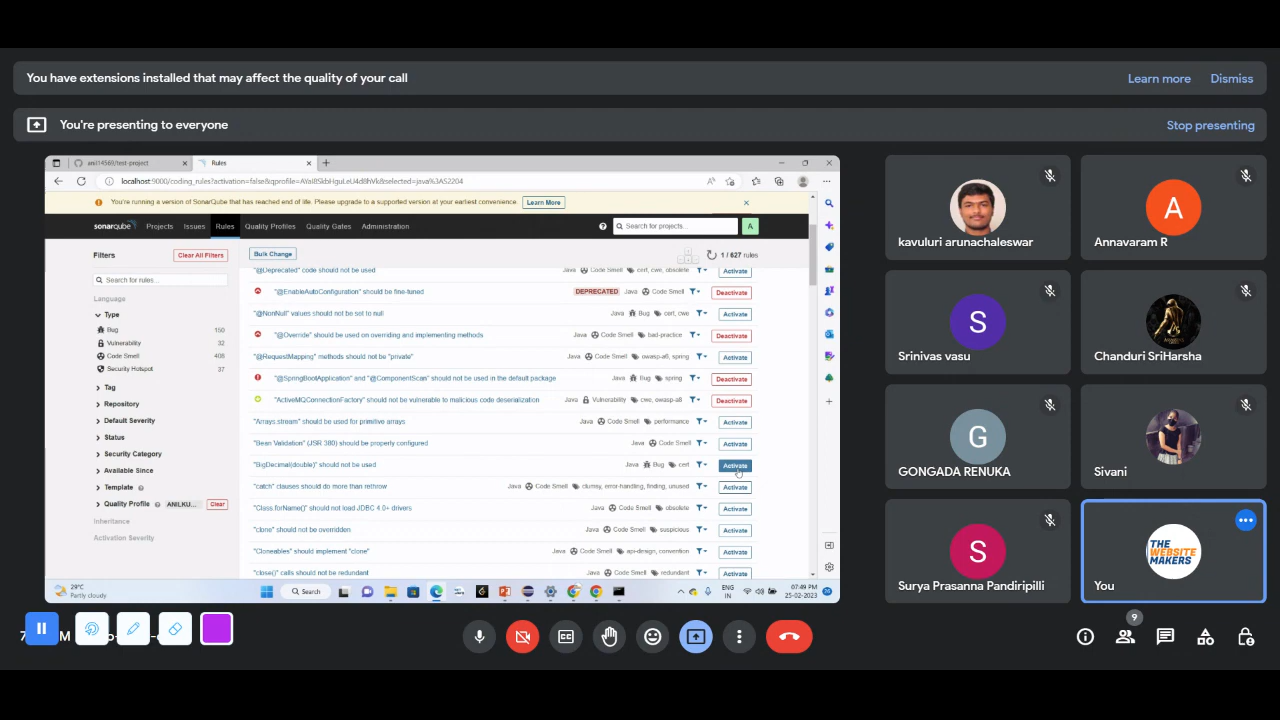 You have extensions installed that may affect the quality of your call
Learn more
Dismiss
You're presenting to everyone
Stop presenting
anil14569/test-project
Rules
localhost:9000/coding_rules?activation=false&qprofile=
You're running a version of SonarQube that has reached end of life. Please upgrade to a supported version at your earliest convenience.
Learn More
sonarqube Projects Issues Rules Quality Profiles Quality Gates Administration
Search for projects...
A
Filters
Clear All Filters
Bulk Change
1 / 627 rules
Search for rules...
Language
Type
Bug 150
Vulnerability 32
Code Smell 408
Security Hotspot 37
Tag
Repository
Default Severity
Status
Security Category
Available Since
Template
Quality Profile ANILKU... Clear
Inheritance
Activation Severity
"@Deprecated" code should not be used Java Code Smell cert, cwe, obsolete Activate
"@EnableAutoConfiguration" should be fine-tuned DEPRECATED Java Code Smell Deactivate
"@NonNull" values should not be set to null Java Bug cert, cwe Activate
"@Override" should be used on overriding and implementing methods Java Code Smell bad-practice Deactivate
"@RequestMapping" methods should not be "private" Java Code Smell owasp-a6, spring Activate
"@SpringBootApplication" and "@ComponentScan" should not be used in the default package Java Bug spring Deactivate
"ActiveMQConnectionFactory" should not be vulnerable to malicious code deserialization Java Vulnerability cwe, owasp-a8 Deactivate
"Arrays.stream" should be used for primitive arrays Java Code Smell performance Activate
"Bean Validation" (JSR 380) should be properly configured Java Code Smell Activate
"BigDecimal(double)" should not be used Java Bug cert Activate
"catch" clauses should do more than rethrow Java Code Smell clumsy, error-handling, finding, unused Activate
"Class.forName()" should not load JDBC 4.0+ drivers Java Code Smell obsolete Activate
"clone" should not be overridden Java Code Smell suspicious Activate
"Cloneables" should implement "clone" Java Code Smell api-design, convention Activate
"close()" calls should not be redundant Java Code Smell redundant Activate
29°C
Partly cloudy
Search
ENG
IN
07:49 PM
25-02-2023
kavuluri arunachaleswar
A
Annavaram R
S
Srinivas vasu
Chanduri SriHarsha
G
GONGADA RENUKA
Sivani
S
Surya Prasanna Pandiripilli
THE
WEBSITE
MAKERS
You
9